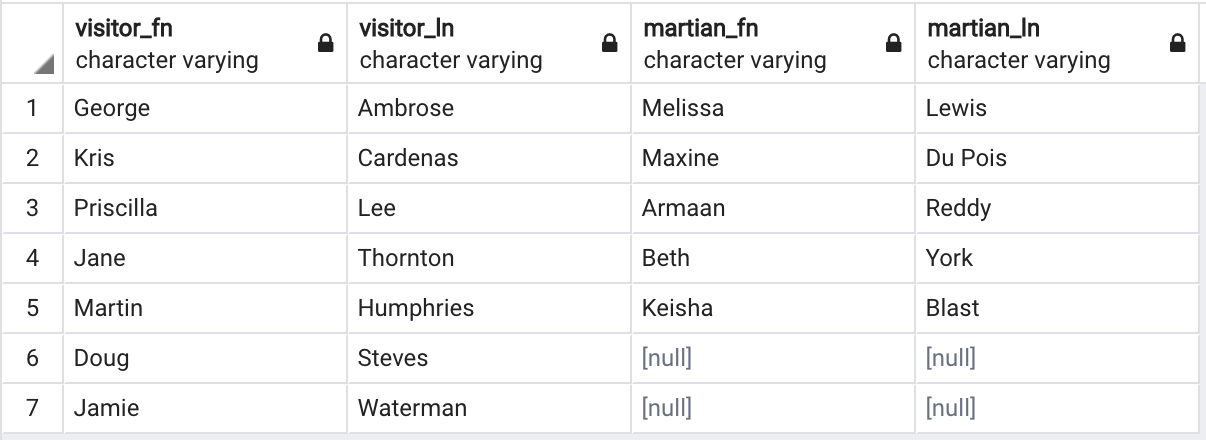 visitor_fn visitor_ln martian_fn martian_ln
character varying character varying character varying character varying
1 George Ambrose Melissa Lewis
2 Kris Cardenas Maxine Du Pois
3 Priscilla Lee Armaan Reddy
4 Jane Thornton Beth York
5 Martin Humphries Keisha Blast
6 Doug Steves [null] [null]
7 Jamie Waterman [null] [null]